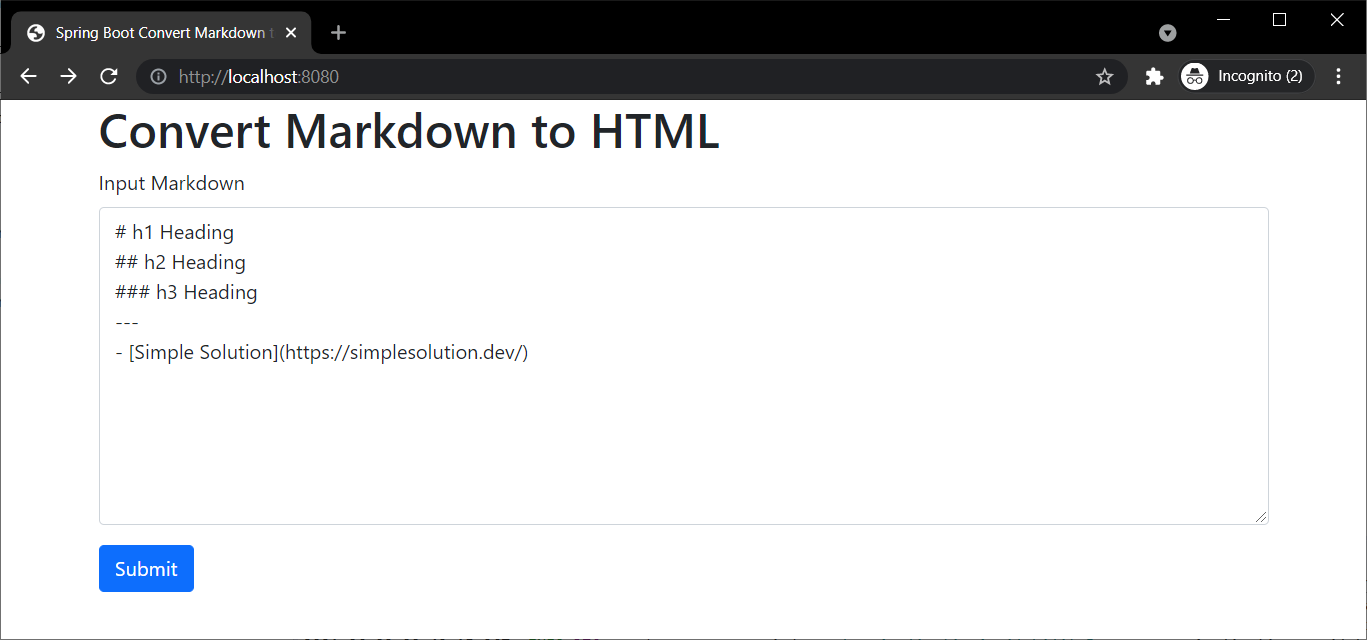 Spring Boot Convert Markdown t
http://localhost:8080
Incognito (2)
Convert Markdown to HTML
Input Markdown
# h1 Heading
## h2 Heading
### h3 Heading
---
- [Simple Solution](https://simplesolution.dev/)
Submit